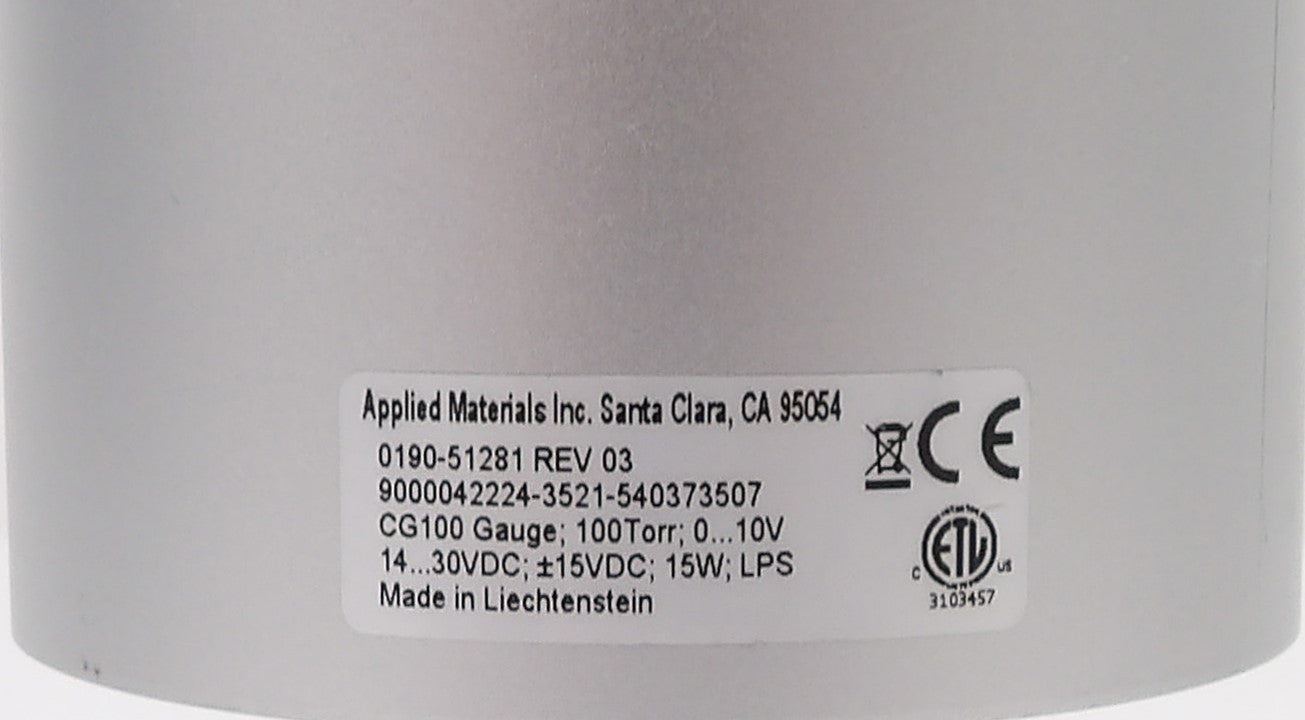 Applied Materials Inc. Santa Clara, CA 95054
0190-51281 REV 03
9000042224-3521-540373507
CG100 Gauge; 100Torr; 0...10V
14...30VDC; ±15VDC; 15W; LPS
Made in Liechtenstein
CE
ETL
C US
3103457